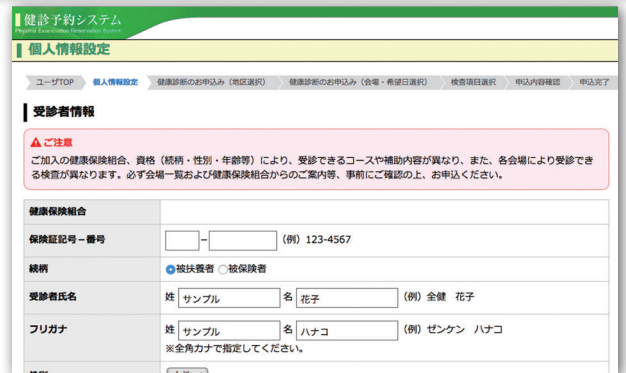 健診予約システム
Physical Examination Reservation System
個人情報設定
ユーザTOP 個人情報設定 健康診断のお申込み（地区選択） 健康診断のお申込み（会場・希望日選択） 検査項目選択 申込内容確認 申込完了
受診者情報
ご注意
ご加入の健康保険組合、資格（続柄・性別・年齢等）により、受診できるコースや補助内容が異なり、また、各会場により受診でき
る検査が異なります。必ず会場一覧および健康保険組合からのご案内等、事前にご確認の上、お申込ください。
健康保険組合
保険証記号－番号 － （例）123-4567
続柄 被扶養者 被保険者
受診者氏名 姓 サンプル 名 花子 （例）全健 花子
フリガナ 姓 サンプル 名 ハナコ （例）ゼンケン ハナコ
※全角カナで指定してください。